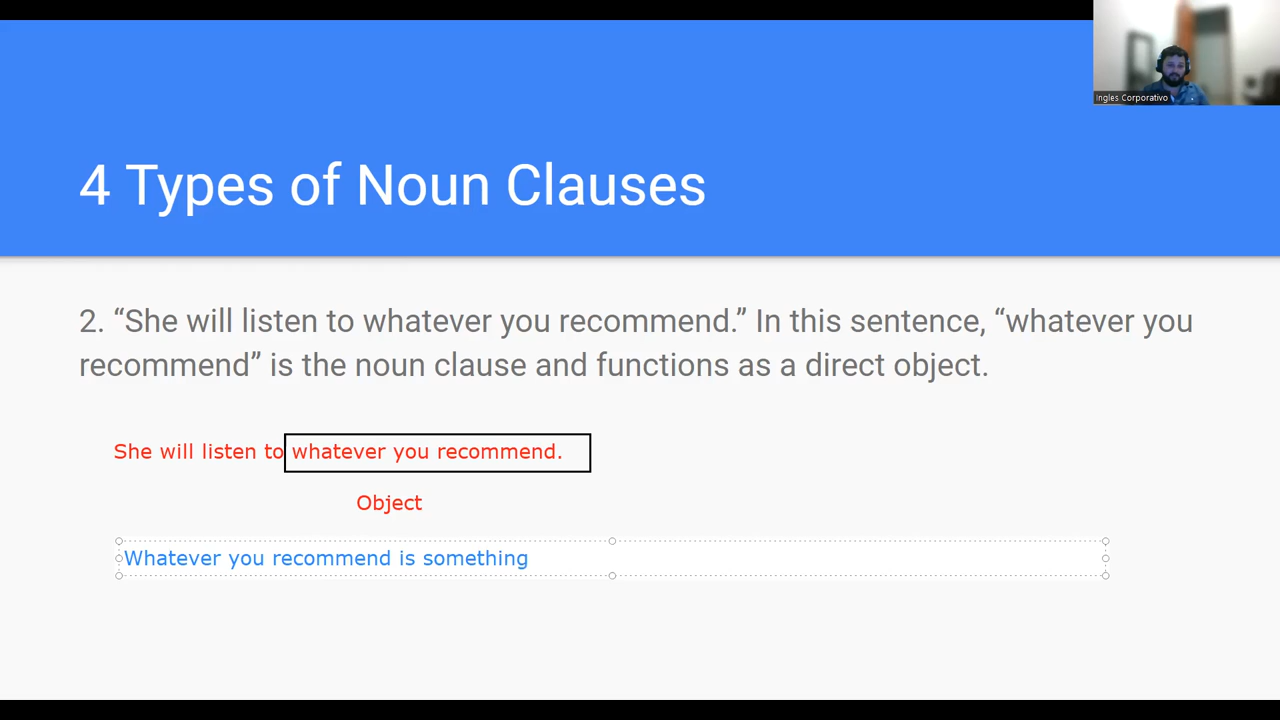 Ingles Corporativo
4 Types of Noun Clauses
2. “She will listen to whatever you recommend.” In this sentence, “whatever you
recommend” is the noun clause and functions as a direct object.
She will listen to whatever you recommend.
Object
Whatever you recommend is something